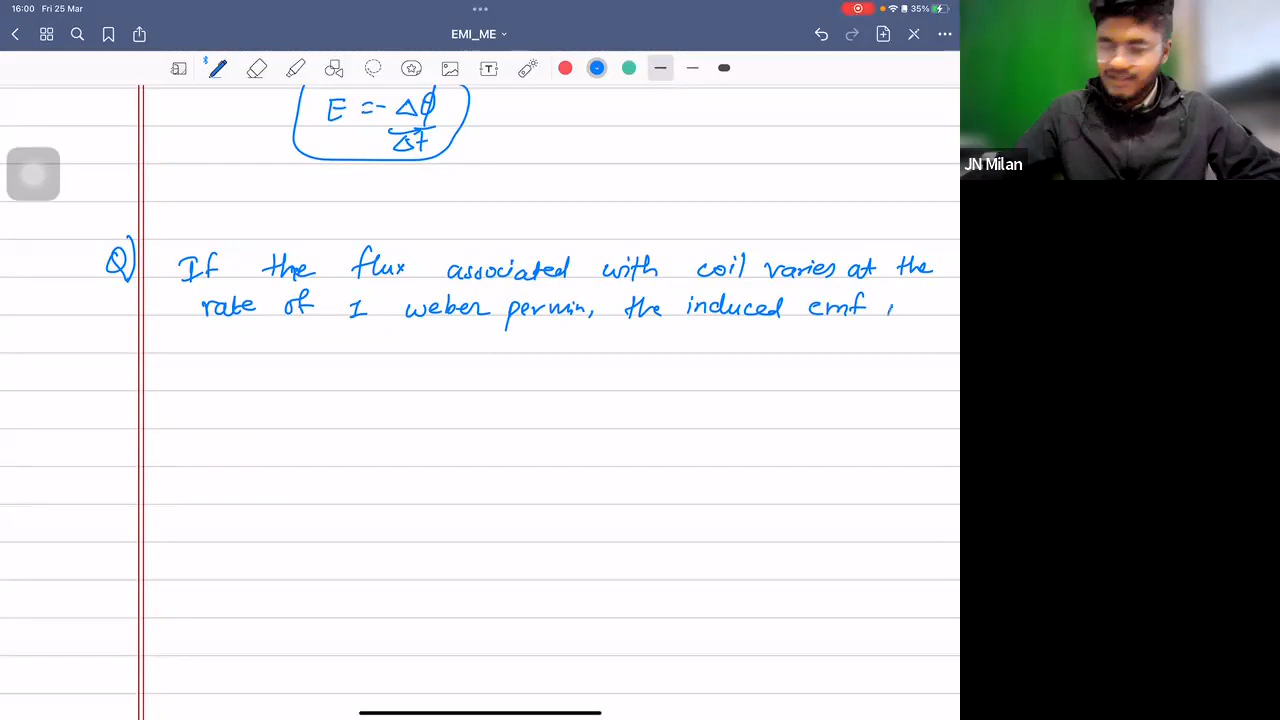 16:00 Fri 25 Mar
35%
EMI_ME
E = - Δϕ
Δt
JN Milan
Q) If the flux associated with coil varies at the
rate of 1 weber per min, the induced emf